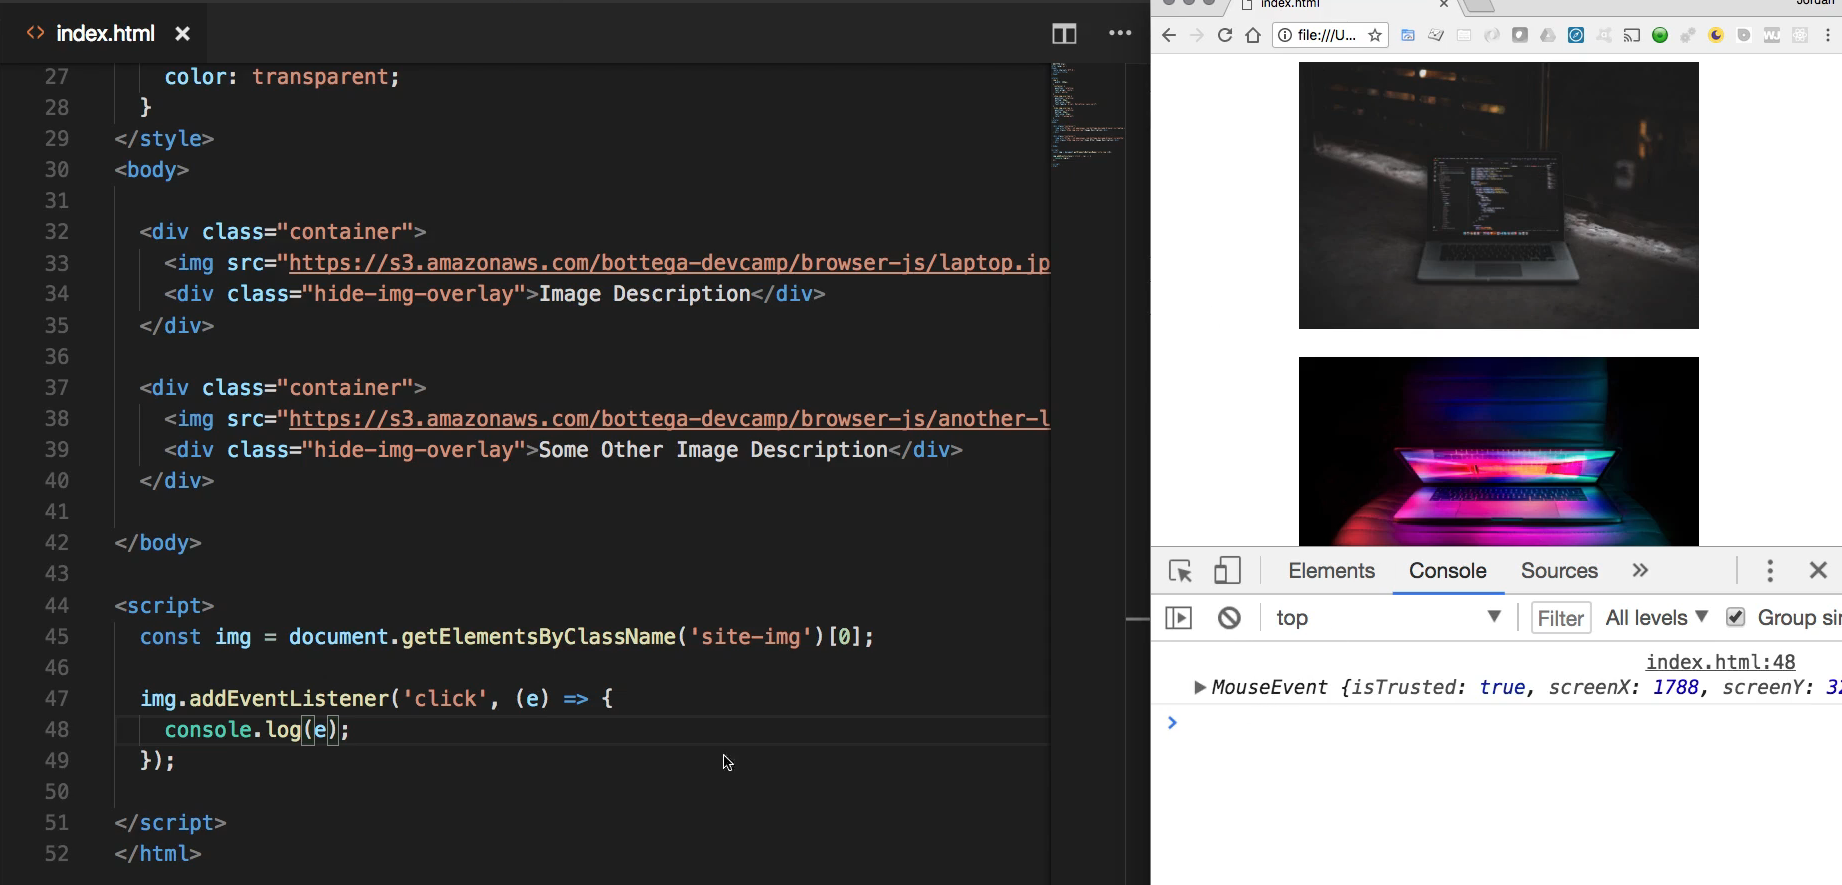 <> index.html ×
27 color: transparent;
28 }
29 </style>
30 <body>
31
32 <div class="container">
33 <img src="https://s3.amazonaws.com/bottega-devcamp/browser-js/laptop.jp
34 <div class="hide-img-overlay">Image Description</div>
35 </div>
36
37 <div class="container">
38 <img src="https://s3.amazonaws.com/bottega-devcamp/browser-js/another-l
39 <div class="hide-img-overlay">Some Other Image Description</div>
40 </div>
41
42 </body>
43
44 <script>
45 const img = document.getElementsByClassName('site-img')[0];
46
47 img.addEventListener('click', (e) => {
48 console.log(e);
49 });
50
51 </script>
52 </html>
index.html
Jordan
file:///U...
Elements Console Sources »
top Filter All levels Group sim
index.html:48
MouseEvent {isTrusted: true, screenX: 1788, screenY: 32